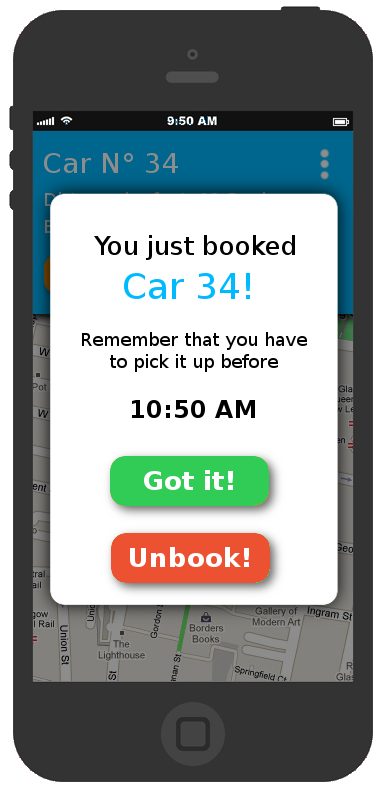 9:50 AM
Car N° 34
You just booked
Car 34!
Remember that you have
to pick it up before
10:50 AM
Got it!
Unbook!
Pot
Union St
Gordon
The
Lighthouse
Borders
Books
Gallery of
Modern Art
Ingram St
Springfield